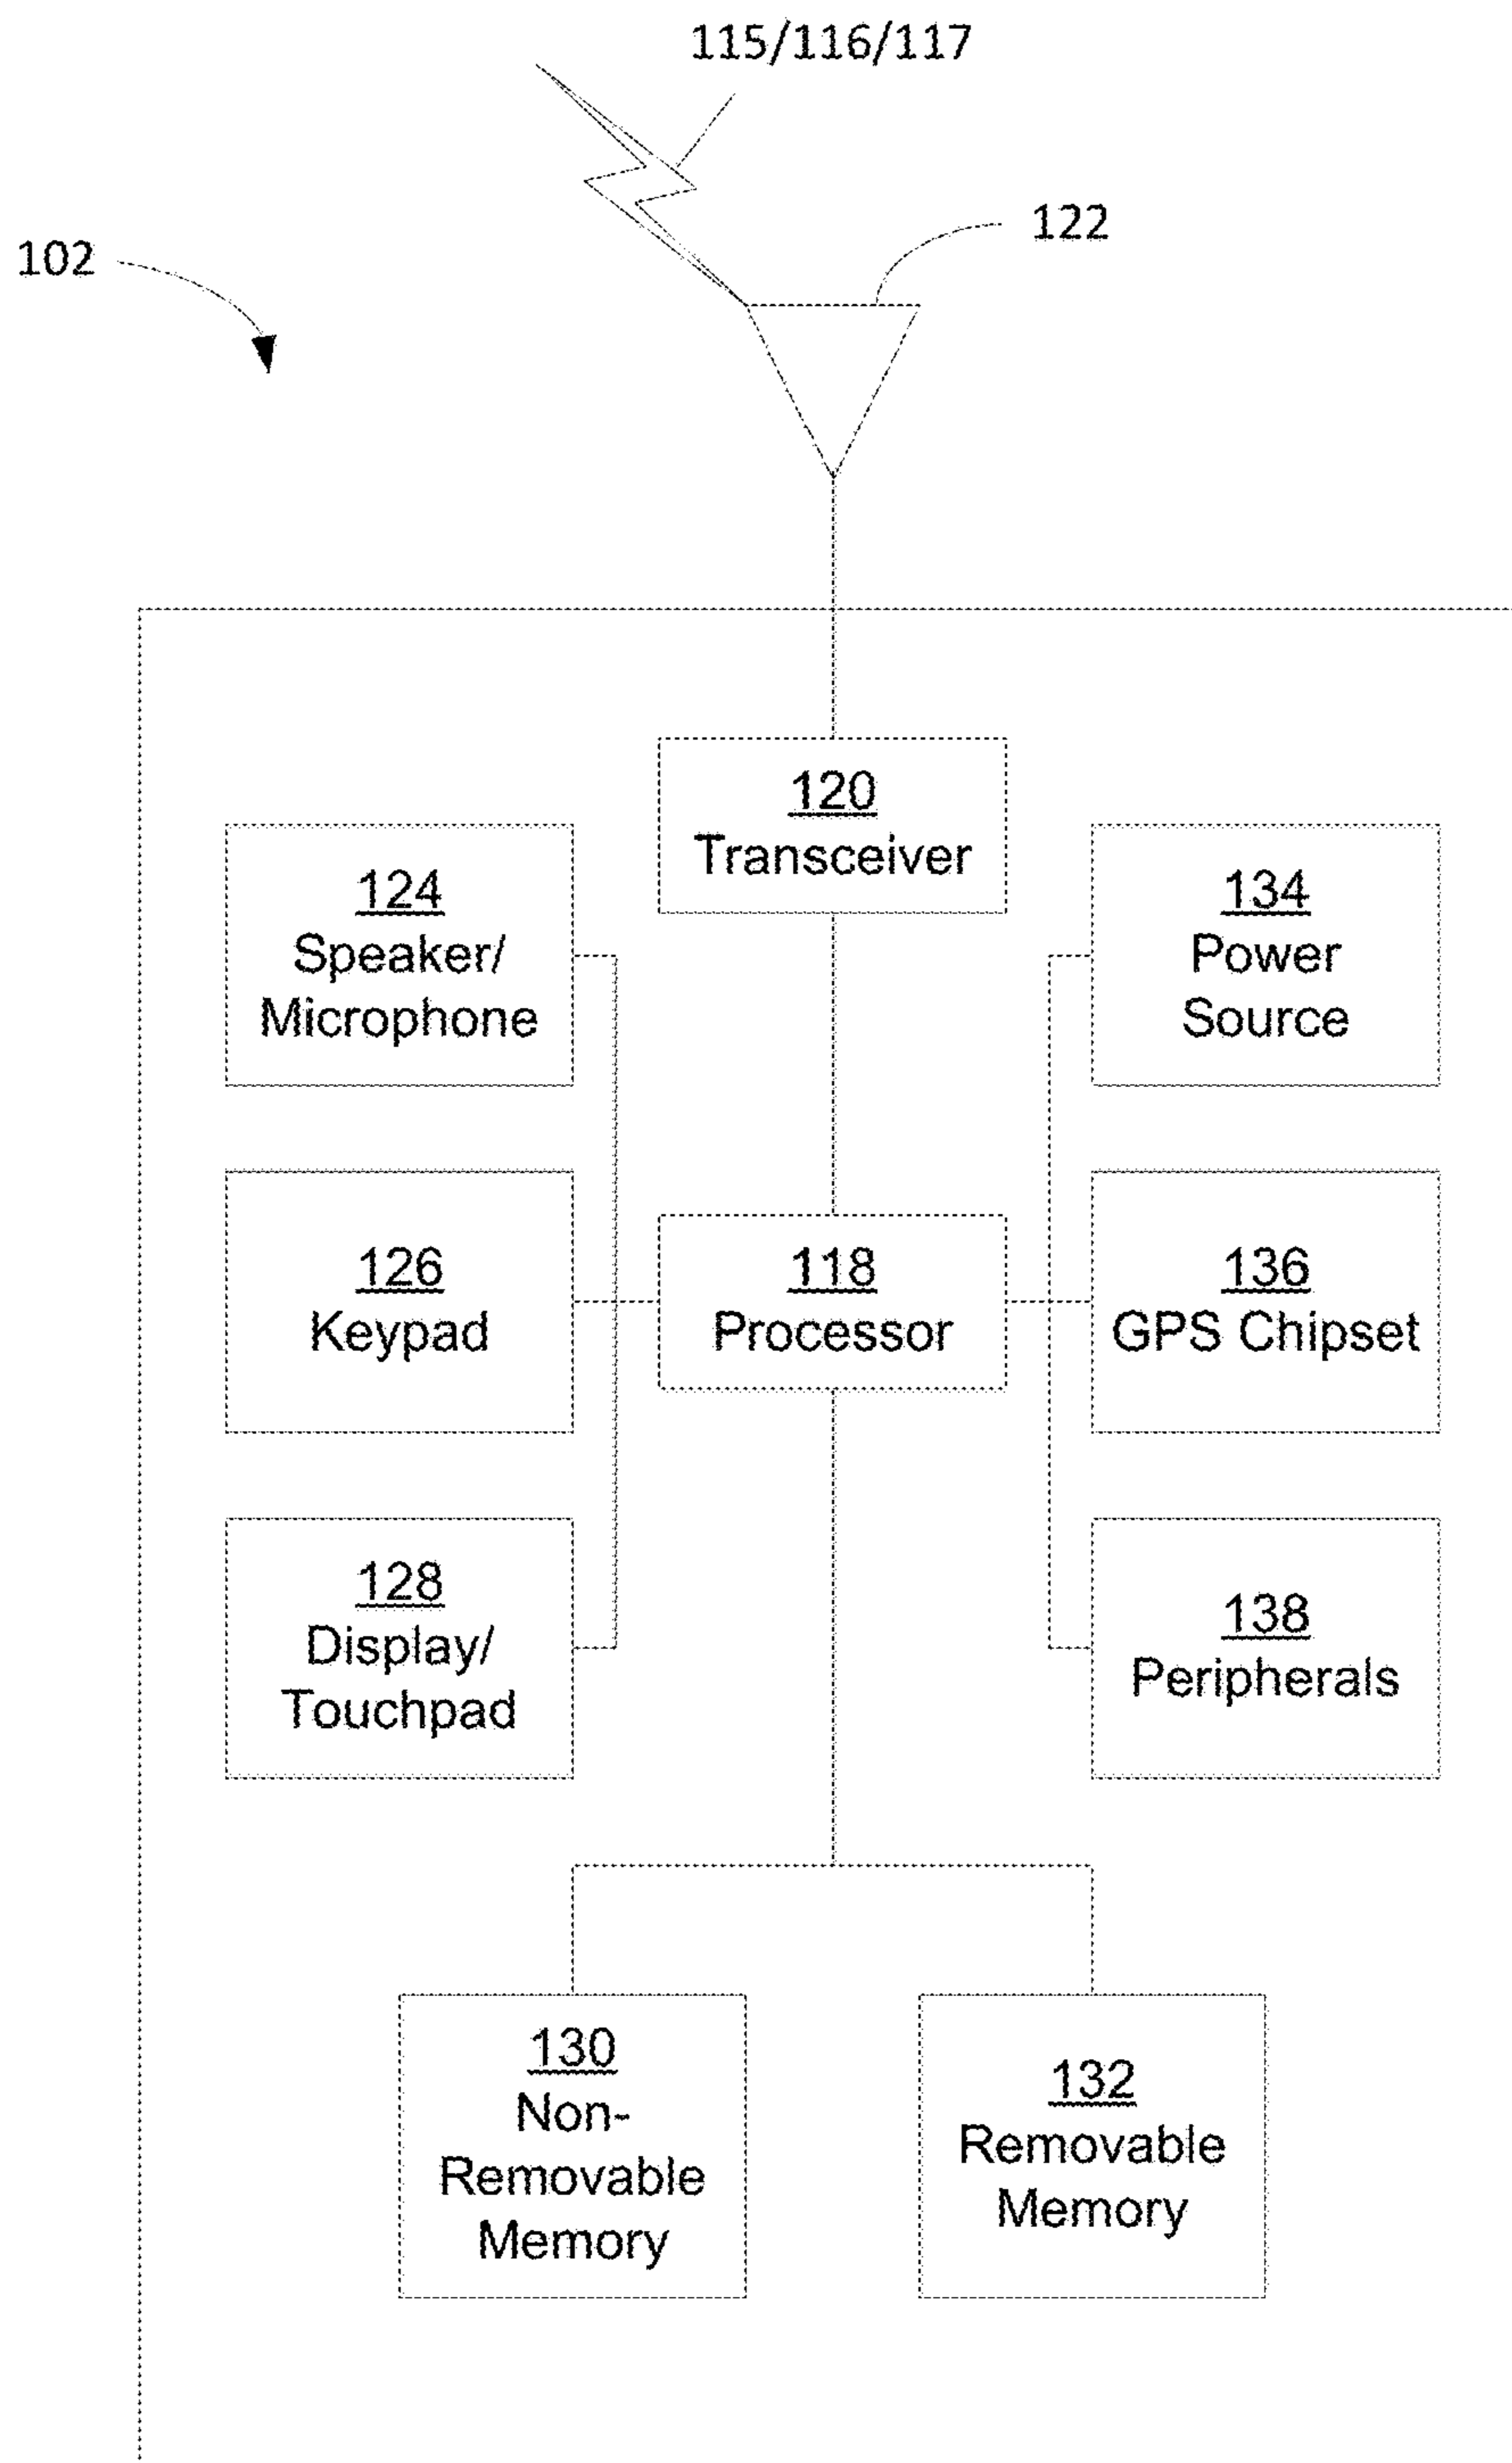 115/116/117
122
102
120
Transceiver
124
Speaker/
Microphone
134
Power
Source
126
Keypad
118
Processor
136
GPS Chipset
128
Display/
Touchpad
138
Peripherals
130
Non-
Removable
Memory
132
Removable
Memory